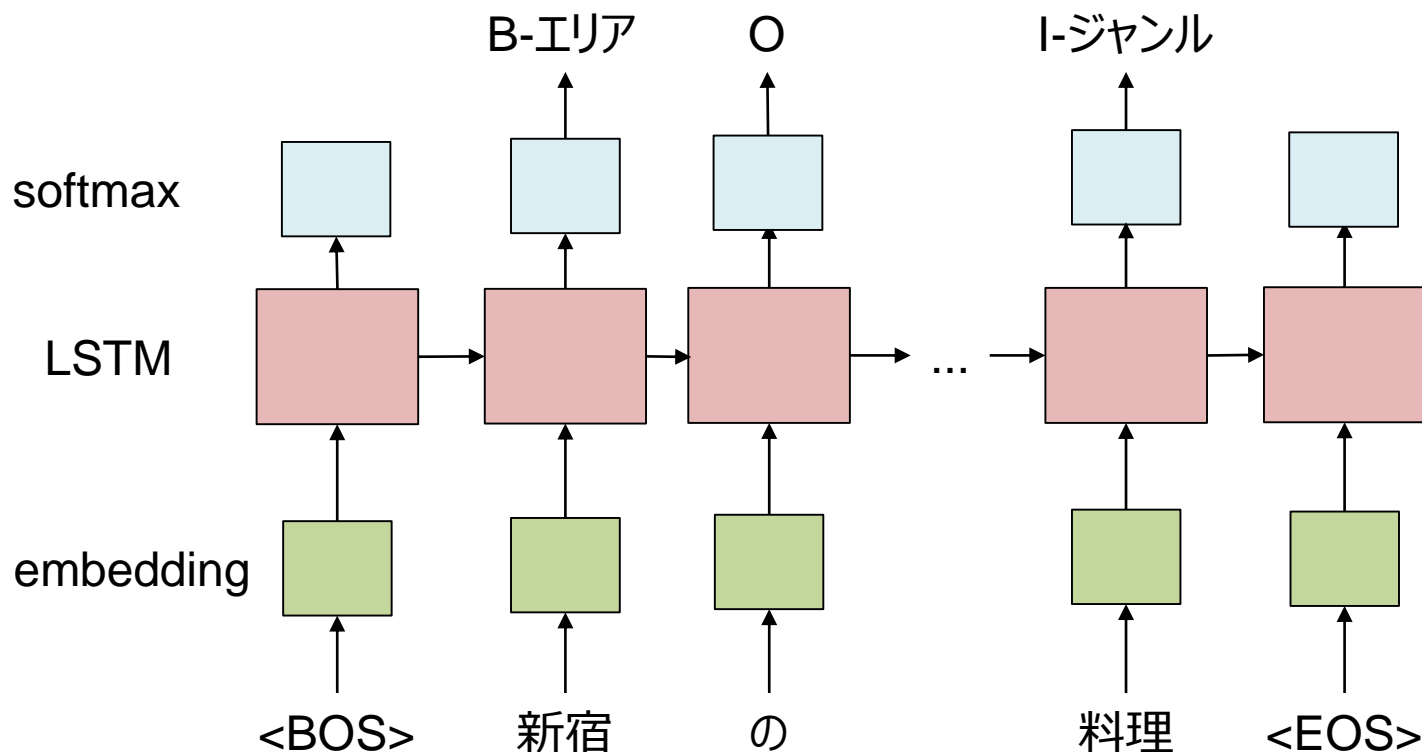 B-エリア O I-ジャンル
softmax
LSTM ...
embedding
<BOS> 新宿 の 料理 <EOS>